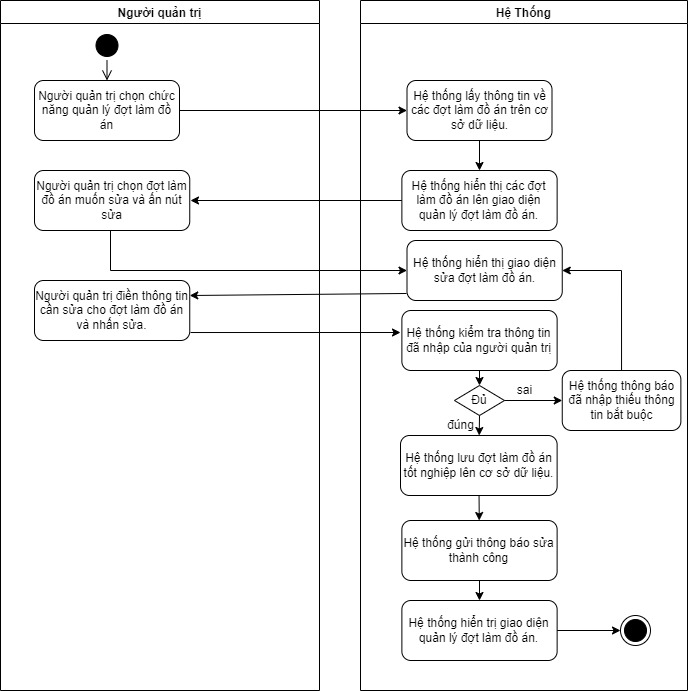 Người quản trị
Hệ Thống
Người quản trị chọn chức
năng quản lý đợt làm đồ
án
Hệ thống lấy thông tin về
các đợt làm đồ án trên cơ
sở dữ liệu.
Người quản trị chọn đợt làm
đồ án muốn sửa và ấn nút
sửa
Hệ thống hiển thị các đợt
làm đồ án lên giao diện
quản lý đợt làm đồ án.
Hệ thống hiển thị giao diện
sửa đợt làm đồ án.
Người quản trị điền thông tin
cần sửa cho đợt làm đồ án
và nhấn sửa.
Hệ thống kiểm tra thông tin
đã nhập của người quản trị
Đủ
sai
Hệ thống thông báo
đã nhập thiếu thông
tin bắt buộc
đúng
Hệ thống lưu đợt làm đồ án
tốt nghiệp lên cơ sở dữ liệu.
Hệ thống gửi thông báo sửa
thành công
Hệ thống hiển trị giao diện
quản lý đợt làm đồ án.